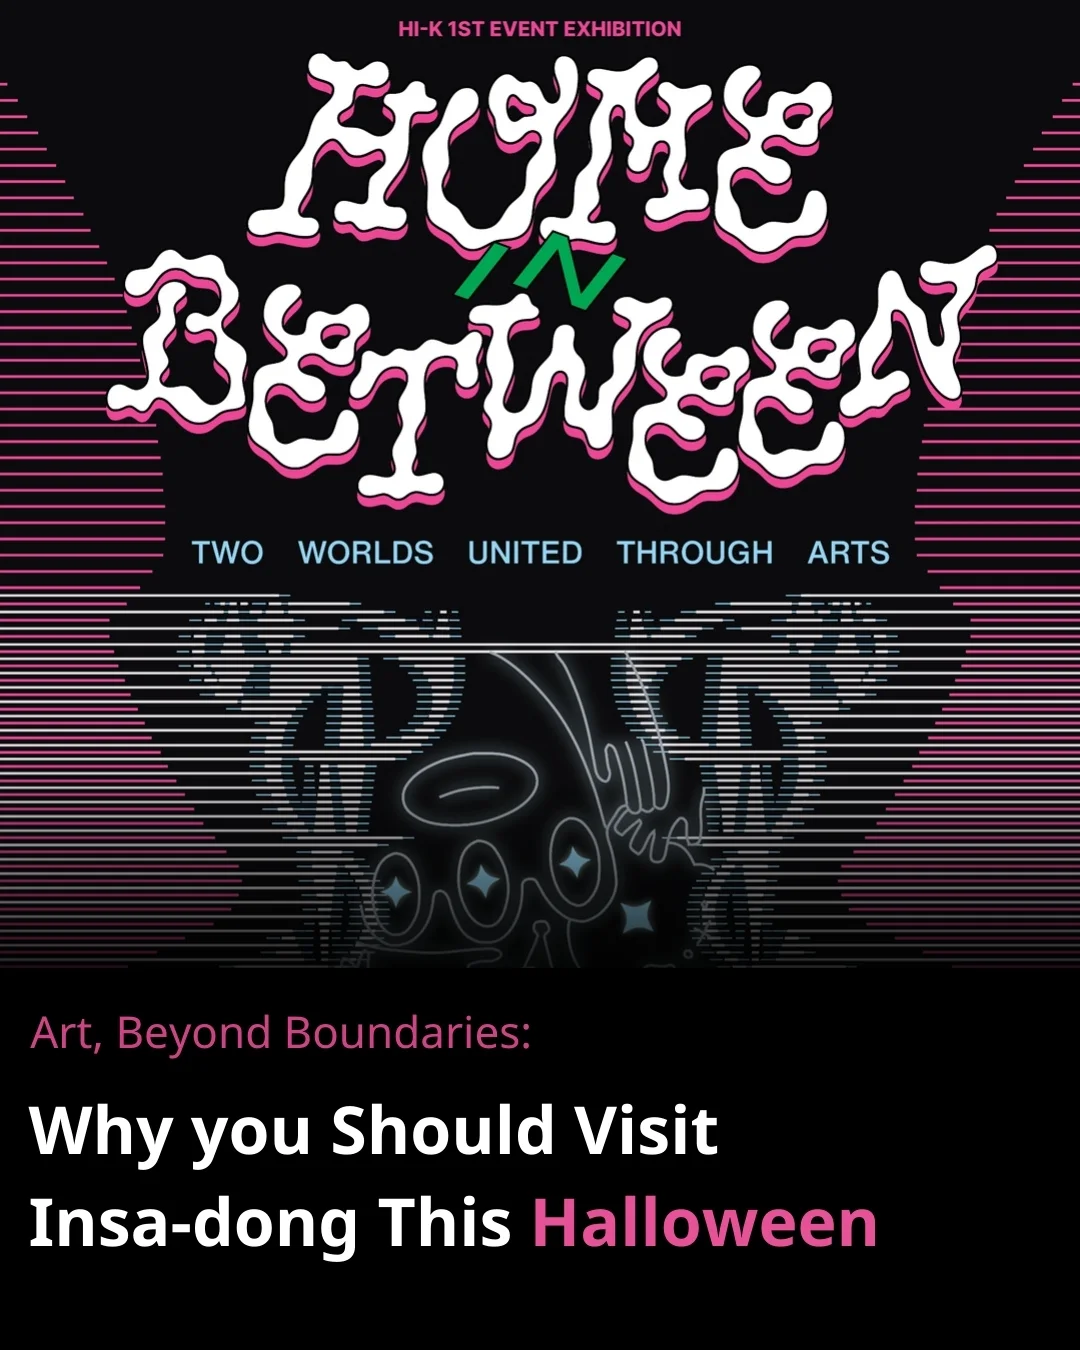 HI-K 1ST EVENT EXHIBITION
HOME
IN
BETWEEN
TWO WORLDS UNITED THROUGH ARTS
Art, Beyond Boundaries:
Why you Should Visit
Insa-dong This Halloween